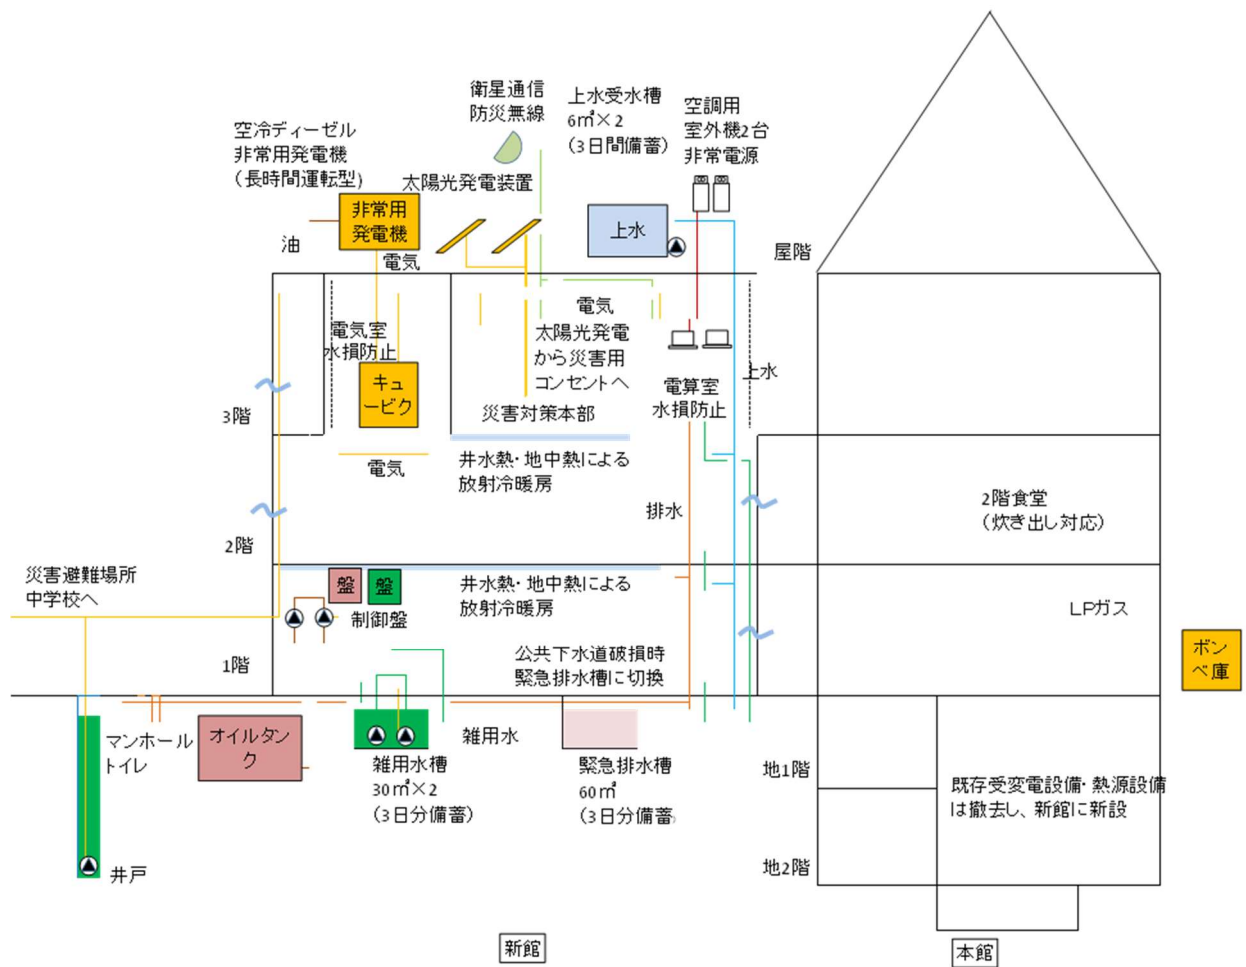 衛星通信
防災無線
上水受水槽
6㎥×2
(3日間備蓄)
空調用
室外機2台
非常電源
空冷ディーゼル
非常用発電機
(長時間運転型)
太陽光発電装置
非常用
発電機
上水
油
電気
屋階
電気
電気室
水損防止
太陽光発電
から災害用
コンセントへ
上水
キュ
ービク
電算室
水損防止
3階
災害対策本部
電気
井水熱・地中熱による
放射冷暖房
排水
2階食堂
(炊き出し対応)
2階
災害避難場所
中学校へ
盤
盤
井水熱・地中熱による
放射冷暖房
制御盤
LPガス
ボン
ベ庫
1階
公共下水道破損時
緊急排水槽に切換
マンホール
トイレ
オイルタン
ク
雑用水
雑用水槽
30㎥×2
(3日分備蓄)
緊急排水槽
60㎥
(3日分備蓄)
地1階
既存受変電設備・熱源設備
は撤去し、新館に新設
地2階
井戸
新館
本館